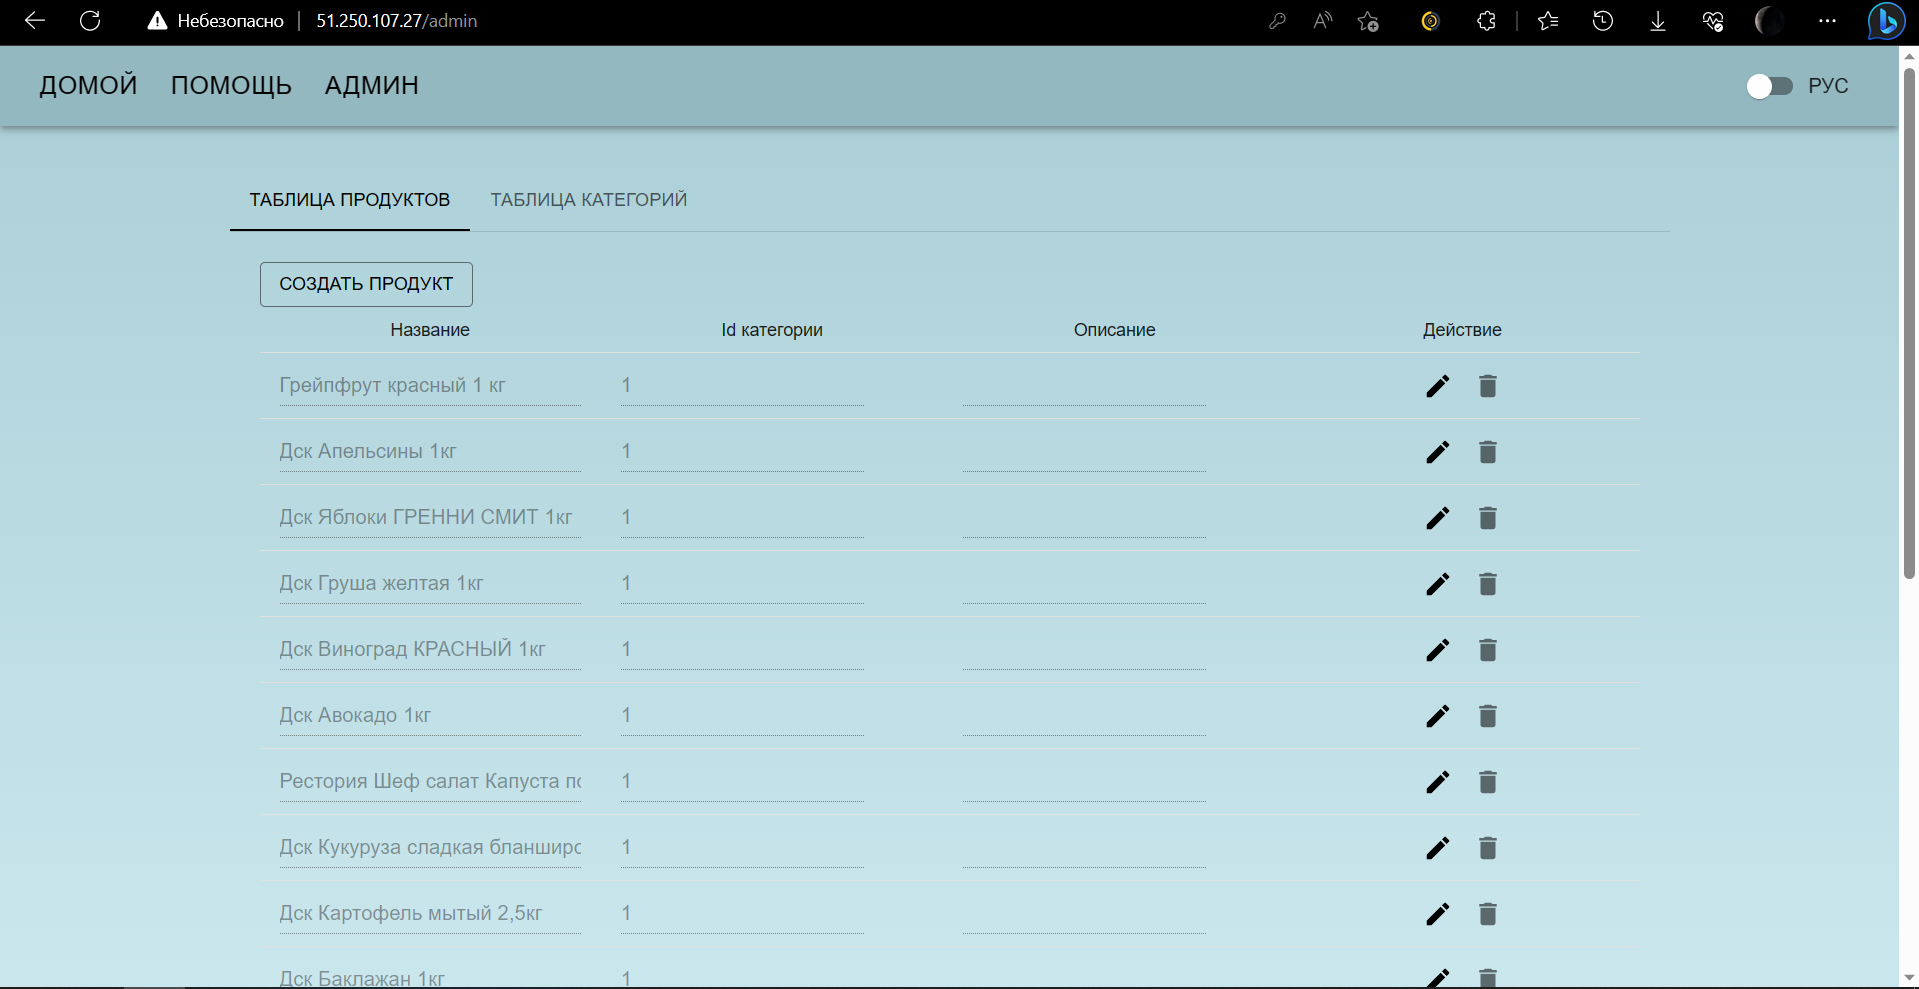 Небезопасно 51.250.107.27/admin
ДОМОЙ ПОМОЩЬ АДМИН РУС
ТАБЛИЦА ПРОДУКТОВ ТАБЛИЦА КАТЕГОРИЙ
СОЗДАТЬ ПРОДУКТ
Название Id категории Описание Действие
Грейпфрут красный 1 кг 1
Дск Апельсины 1кг 1
Дск Яблоки ГРЕННИ СМИТ 1кг 1
Дск Груша желтая 1кг 1
Дск Виноград КРАСНЫЙ 1кг 1
Дск Авокадо 1кг 1
Рестория Шеф салат Капуста по 1
Дск Кукуруза сладкая бланширо 1
Дск Картофель мытый 2,5кг 1
Дск Баклажан 1кг 1